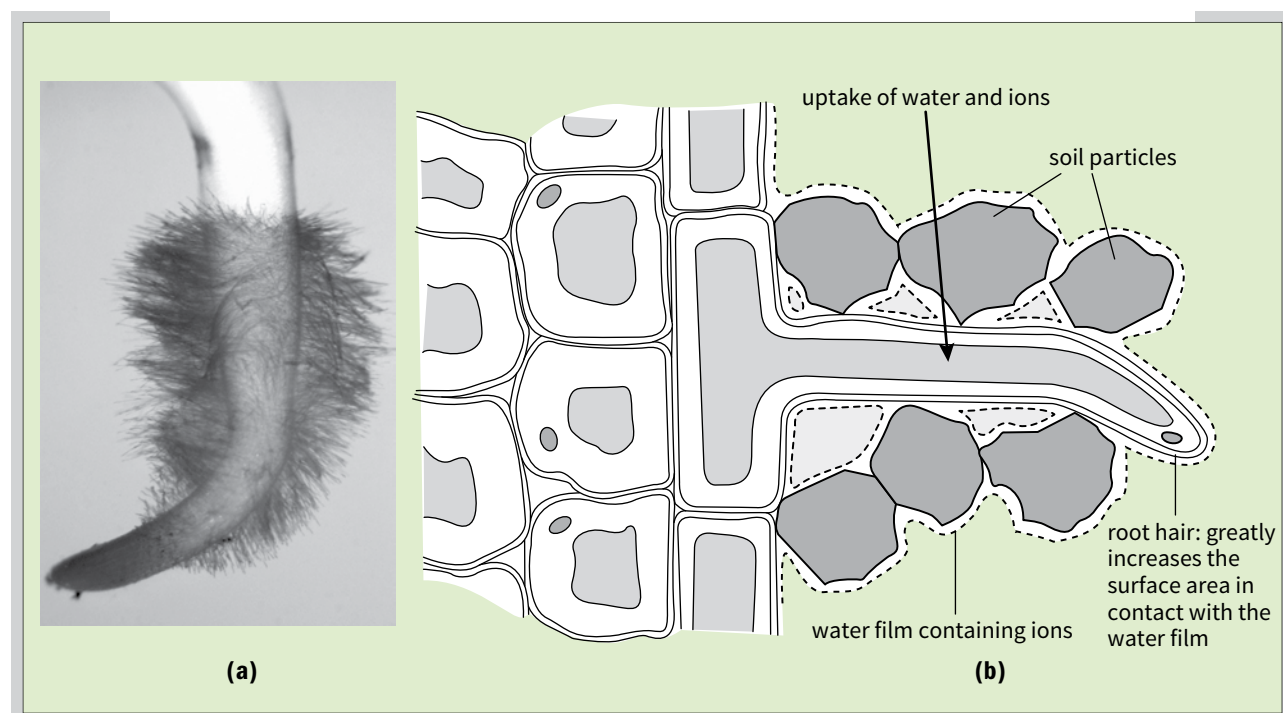 uptake of water and ions
soil particles
root hair: greatly
increases the
surface area in
contact with the
water film
water film containing ions
(a)
(b)